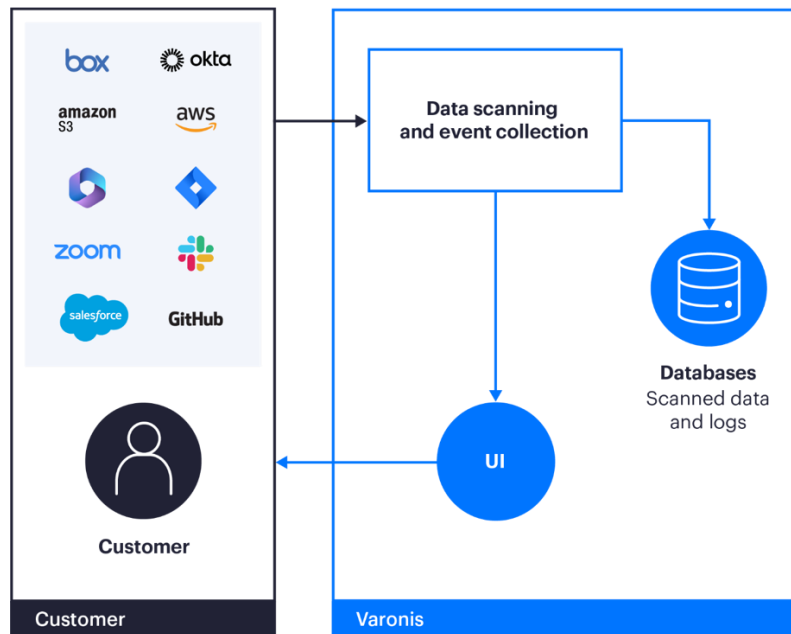 box
okta
amazon
S3
aws
zoom
salesforce
GitHub
Customer
Customer
Data scanning
and event collection
Databases
Scanned data
and logs
UI
Varonis